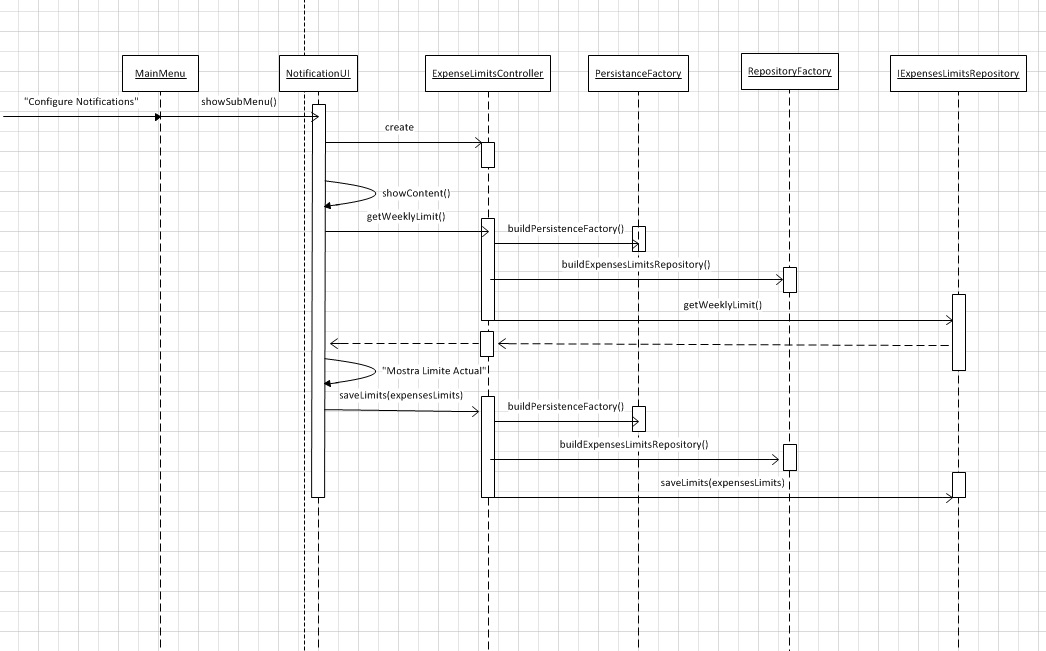 MainMenu
NotificationUI
ExpenseLimitsController
PersistanceFactory
RepositoryFactory
IExpensesLimitsRepository
"Configure Notifications"
showSubMenu()
create
showContent()
getWeeklyLimit()
buildPersistenceFactory()
buildExpensesLimitsRepository()
getWeeklyLimit()
"Mostra Limite Actual"
saveLimits(expensesLimits)
buildPersistenceFactory()
buildExpensesLimitsRepository()
saveLimits(expensesLimits)